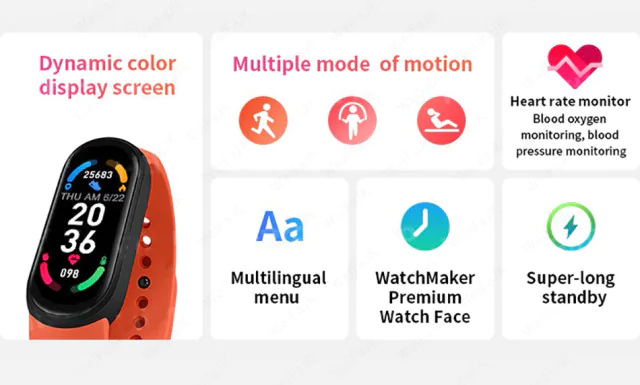 Dynamic color
display screen
25683
THU AM 6/22
20
36
098
Multiple mode of motion
Heart rate monitor
Blood oxygen
monitoring, blood
pressure monitoring
Aa
Multilingual
menu
WatchMaker
Premium
Watch Face
Super-long
standby